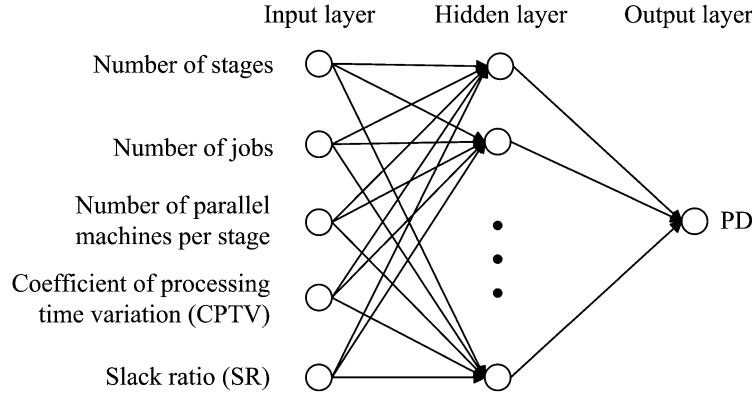 Input layer
Hidden layer
Output layer
Number of stages
Number of jobs
Number of parallel
machines per stage
PD
Coefficient of processing
time variation (CPTV)
Slack ratio (SR)